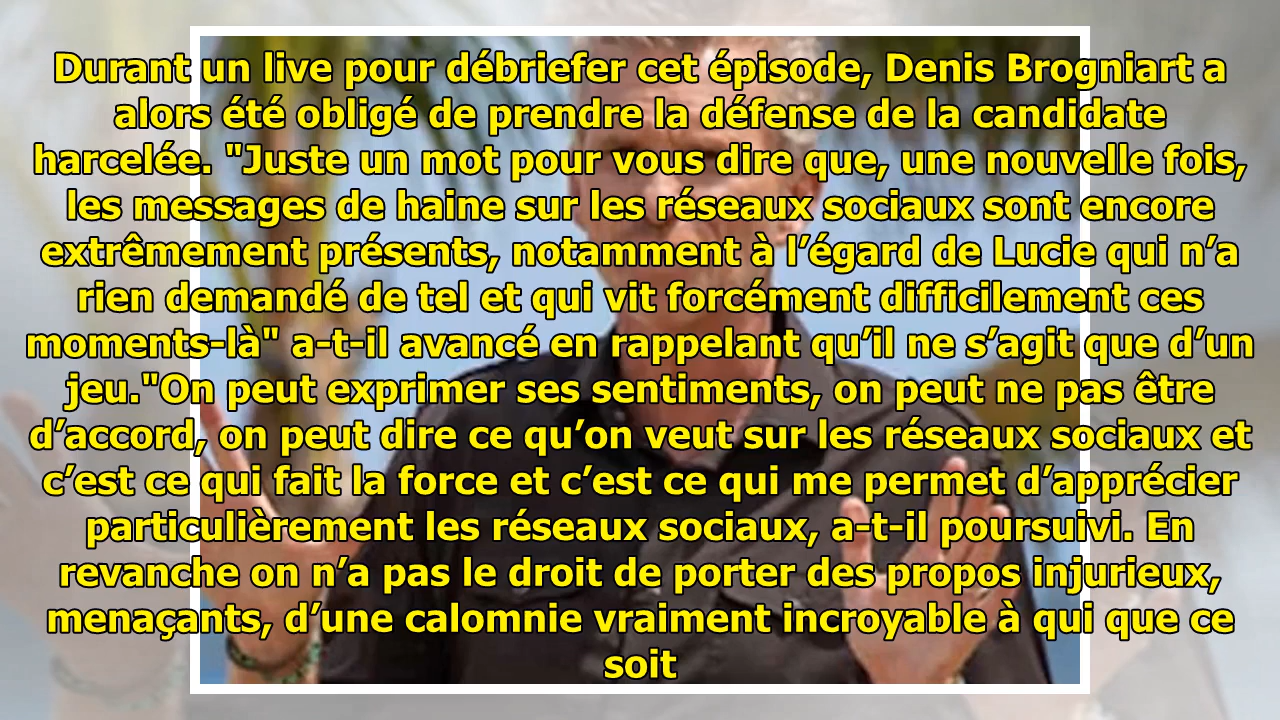 Durant un live pour débriefer cet épisode, Denis Brogniart a
alors été obligé de prendre la défense de la candidate
harcelée. "Juste un mot pour vous dire que, une nouvelle fois,
les messages de haine sur les réseaux sociaux sont encore
extrêmement présents, notamment à l’égard de Lucie qui n’a
rien demandé de tel et qui vit forcément difficilement ces
moments-là" a-t-il avancé en rappelant qu’il ne s’agit que d’un
jeu."On peut exprimer ses sentiments, on peut ne pas être
d’accord, on peut dire ce qu’on veut sur les réseaux sociaux et
c’est ce qui fait la force et c’est ce qui me permet d’apprécier
particulièrement les réseaux sociaux, a-t-il poursuivi. En
revanche on n’a pas le droit de porter des propos injurieux,
menaçants, d’une calomnie vraiment incroyable à qui que ce
soit